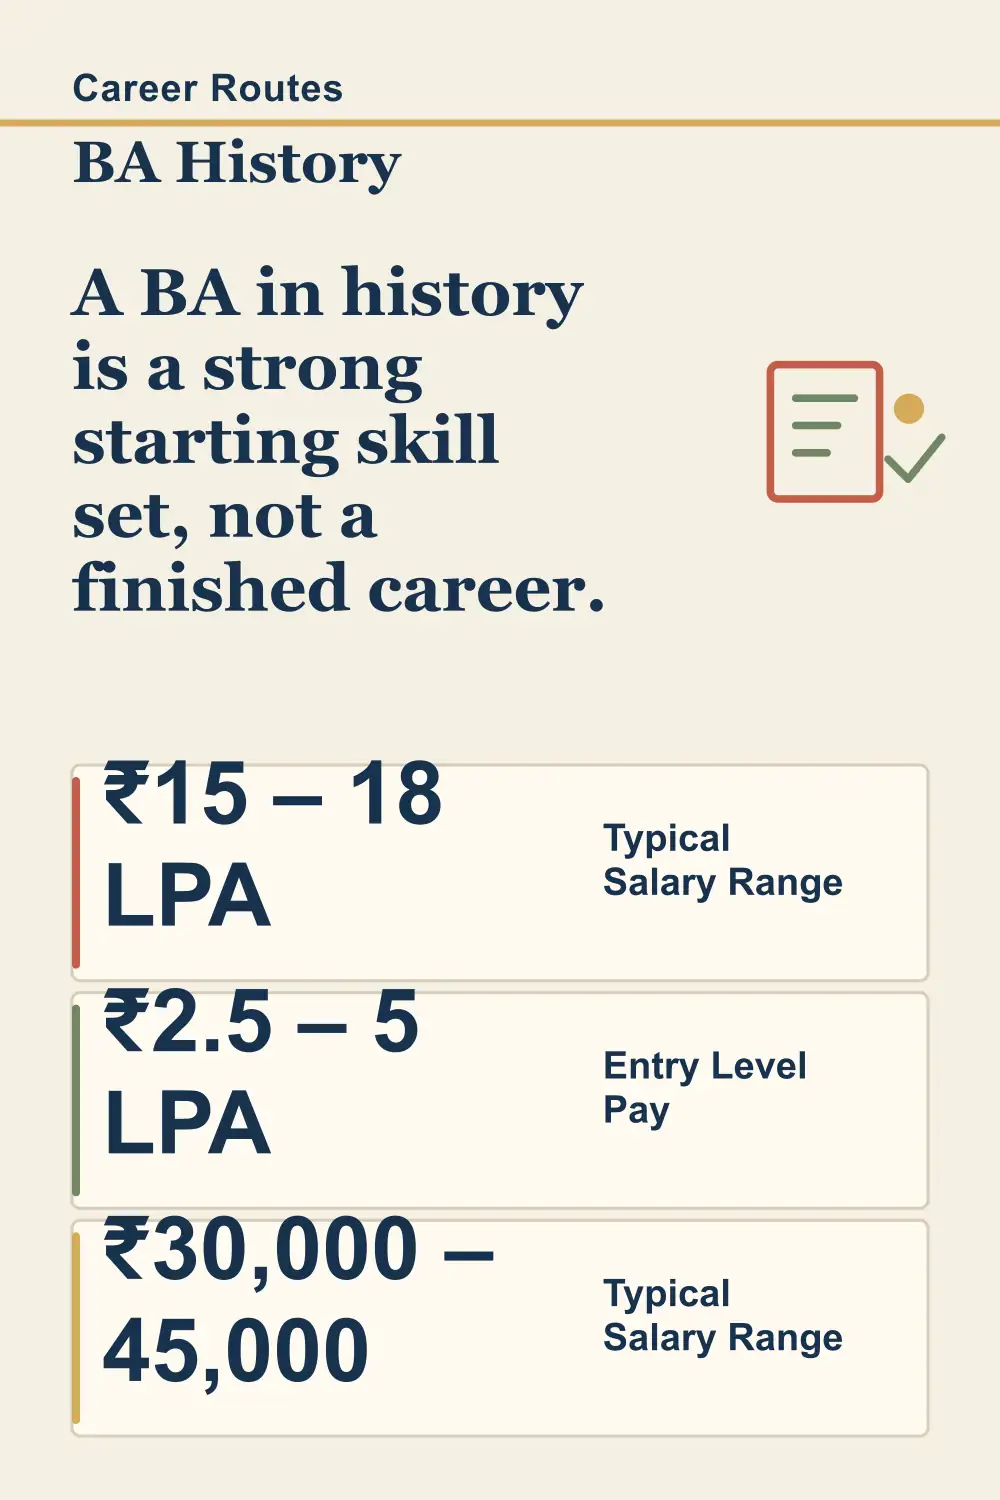 Career Routes
BA History
A BA in history
is a strong
starting skill
set, not a
finished career.
₹15 – 18
LPA
Typical
Salary Range
₹2.5 – 5
LPA
Entry Level
Pay
₹30,000 –
45,000
Typical
Salary Range